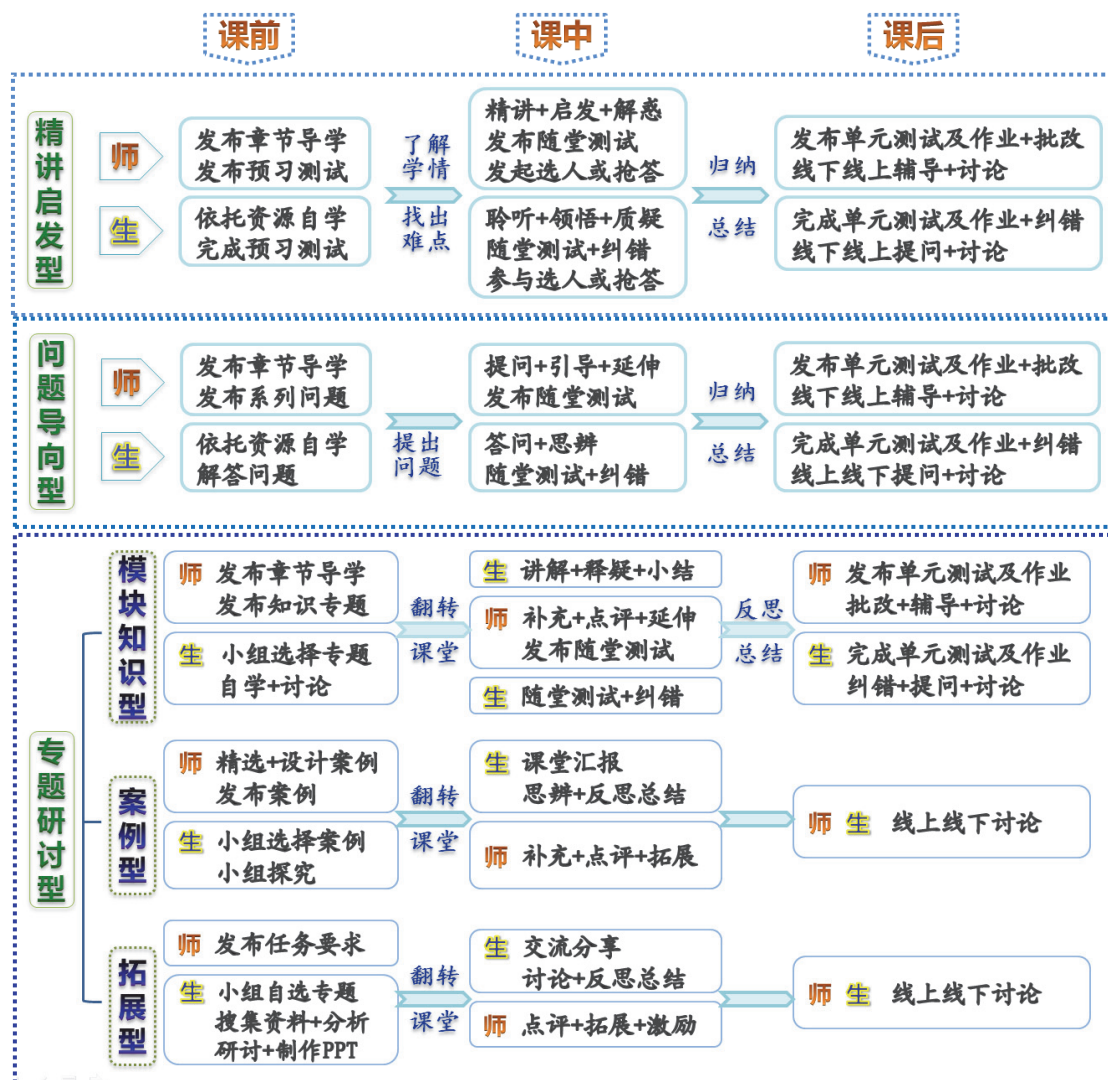 课前
课中
课后
精讲启发型
师
发布章节导学
发布预习测试
生
依托资源自学
完成预习测试
了解
学情
找出
难点
精讲+启发+解惑
发布随堂测试
发起选人或抢答
聆听+领悟+质疑
随堂测试+纠错
参与选人或抢答
归纳
总结
发布单元测试及作业+批改
线下线上辅导+讨论
完成单元测试及作业+纠错
线下线上提问+讨论
问题导向型
师
发布章节导学
发布系列问题
生
依托资源自学
解答问题
提出
问题
提问+引导+延伸
发布随堂测试
答问+思辨
随堂测试+纠错
归纳
总结
发布单元测试及作业+批改
线下线上辅导+讨论
完成单元测试及作业+纠错
线上线下提问+讨论
专题研讨型
模块知识型
师 发布章节导学
发布知识专题
生 小组选择专题
自学+讨论
翻转
课堂
生 讲解+释疑+小结
师 补充+点评+延伸
发布随堂测试
生 随堂测试+纠错
反思
总结
师 发布单元测试及作业
批改+辅导+讨论
生 完成单元测试及作业
纠错+提问+讨论
案例型
师 精选+设计案例
发布案例
生 小组选择案例
小组探究
翻转
课堂
生 课堂汇报
思辨+反思总结
师 补充+点评+拓展
师 生 线上线下讨论
拓展型
师 发布任务要求
生 小组自选专题
搜集资料+分析
研讨+制作PPT
翻转
课堂
生 交流分享
讨论+反思总结
师 点评+拓展+激励
师 生 线上线下讨论